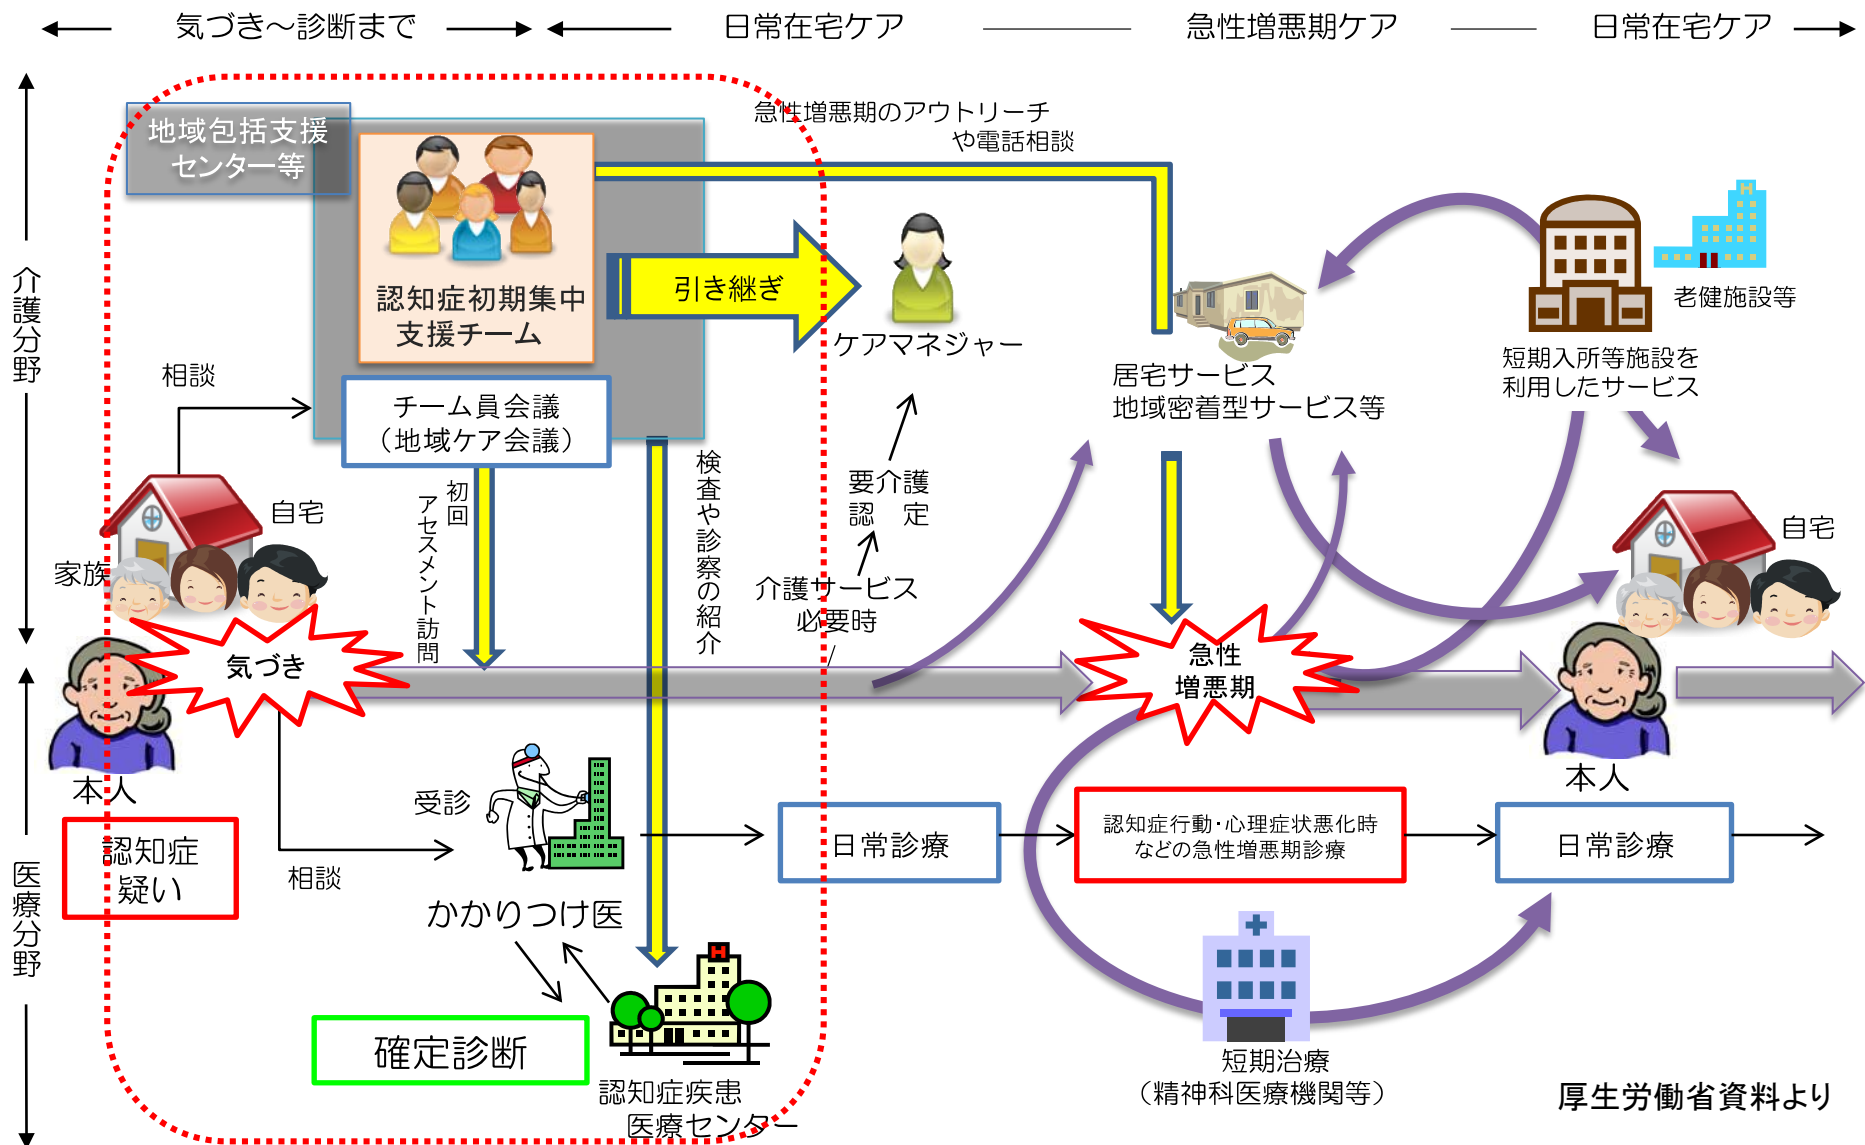 気づき～診断まで
日常在宅ケア
急性増悪期ケア
日常在宅ケア
介護分野
医療分野
地域包括支援
センター等
認知症初期集中
支援チーム
チーム員会議
（地域ケア会議）
相談
自宅
家族
気づき
本人
認知症
疑い
初回
アセスメント訪問
検査や診察の紹介
引き継ぎ
ケアマネジャー
要介護
認　定
介護サービス
必要時
急性増悪期のアウトリーチ
や電話相談
居宅サービス
地域密着型サービス等
老健施設等
短期入所等施設を
利用したサービス
自宅
急性
増悪期
本人
受診
相談
かかりつけ医
確定診断
認知症疾患
医療センター
日常診療
認知症行動・心理症状悪化時
などの急性増悪期診療
日常診療
短期治療
（精神科医療機関等）
厚生労働省資料より
H
H